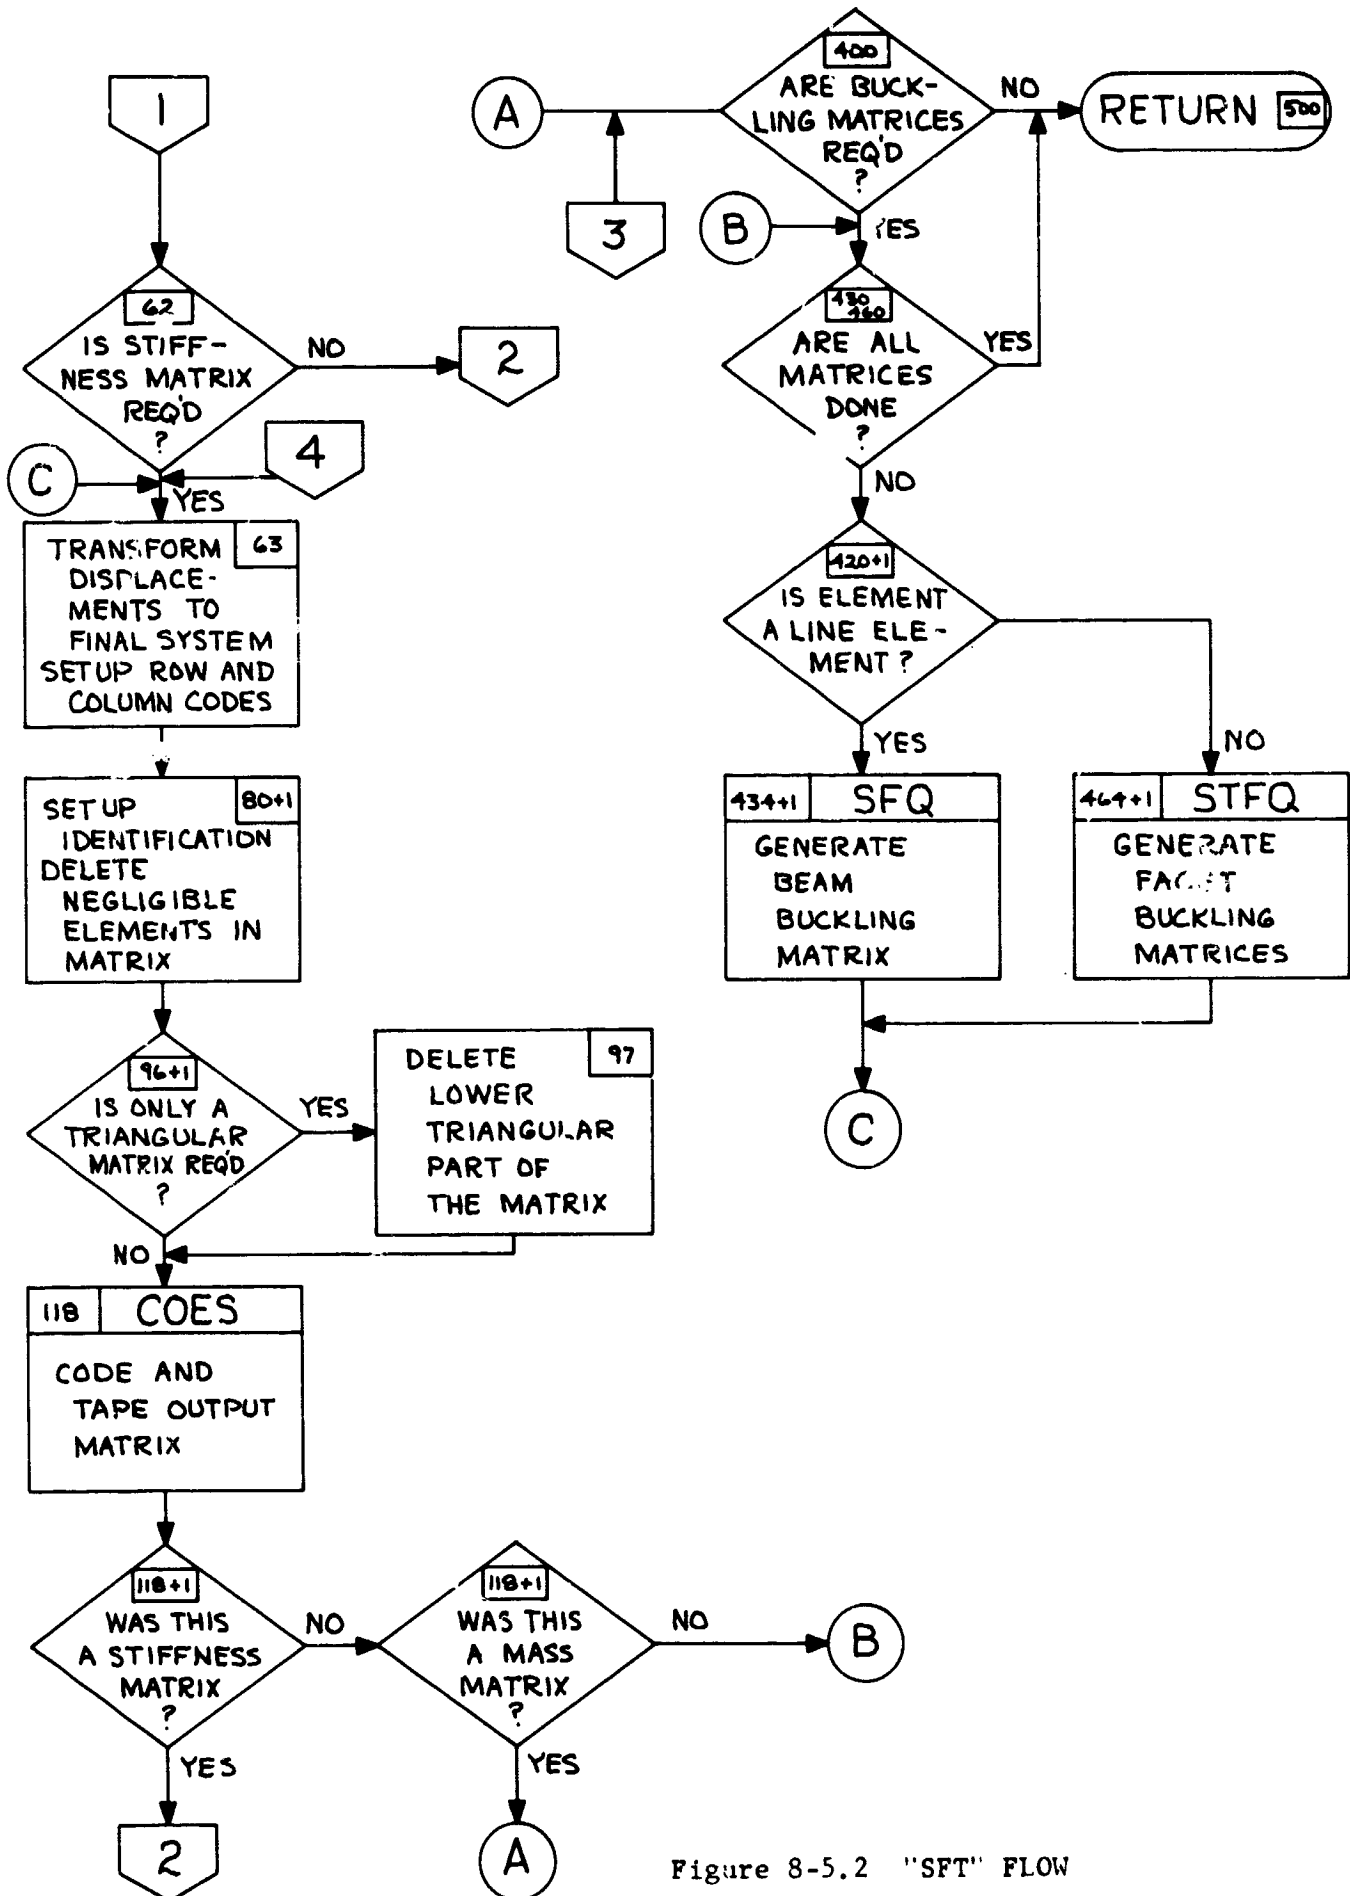 1
62
IS STIFF-
NESS MATRIX
REQ'D
?
NO
2
C
4
YES
TRANSFORM
63
DISPLACE-
MENTS TO
FINAL SYSTEM
SETUP ROW AND
COLUMN CODES
SETUP
80+1
IDENTIFICATION
DELETE
NEGLIGIBLE
ELEMENTS IN
MATRIX
96+1
IS ONLY A
TRIANGULAR
MATRIX REQ'D
?
YES
DELETE
97
LOWER
TRIANGULAR
PART OF
THE MATRIX
NO
118
COES
CODE AND
TAPE OUTPUT
MATRIX
118+1
WAS THIS
A STIFFNESS
MATRIX
?
NO
YES
2
118+1
WAS THIS
A MASS
MATRIX
?
NO
B
YES
A
A
3
400
ARE BUCK-
LING MATRICES
REQ'D
?
NO
RETURN 500
B
YES
430
460
ARE ALL
MATRICES
DONE
?
YES
NO
420+1
IS ELEMENT
A LINE ELE-
MENT?
YES
NO
434+1
SFQ
GENERATE
BEAM
BUCKLING
MATRIX
464+1
STFQ
GENERATE
FACET
BUCKLING
MATRICES
C
Figure 8-5.2 "SFT" FLOW